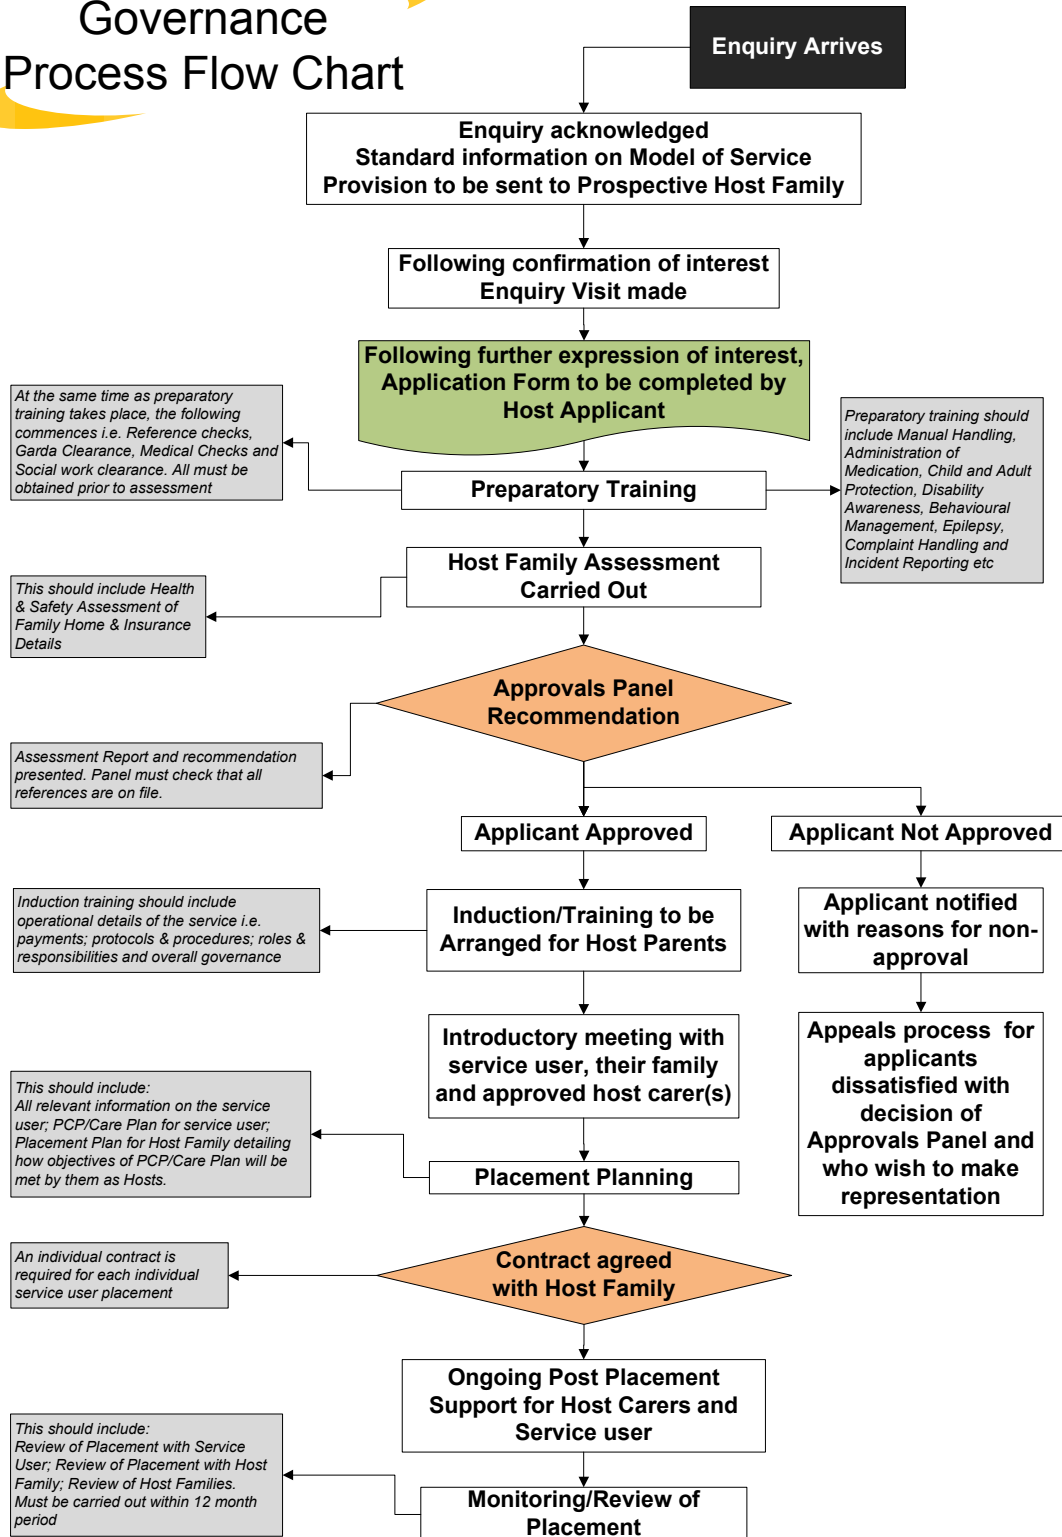 Governance
Process Flow Chart
Enquiry Arrives
Enquiry acknowledged
Standard information on Model of Service
Provision to be sent to Prospective Host Family
Following confirmation of interest
Enquiry Visit made
Following further expression of interest,
Application Form to be completed by
Host Applicant
At the same time as preparatory
training takes place, the following
commences i.e. Reference checks,
Garda Clearance, Medical Checks and
Social work clearance. All must be
obtained prior to assessment
Preparatory Training
Preparatory training should
include Manual Handling,
Administration of
Medication, Child and Adult
Protection, Disability
Awareness, Behavioural
Management, Epilepsy,
Complaint Handling and
Incident Reporting etc
Host Family Assessment
Carried Out
This should include Health
& Safety Assessment of
Family Home & Insurance
Details
Approvals Panel
Recommendation
Assessment Report and recommendation
presented. Panel must check that all
references are on file.
Applicant Approved
Applicant Not Approved
Induction training should include
operational details of the service i.e.
payments; protocols & procedures; roles &
responsibilities and overall governance
Induction/Training to be
Arranged for Host Parents
Applicant notified
with reasons for non-
approval
Introductory meeting with
service user, their family
and approved host carer(s)
Appeals process for
applicants
dissatisfied with
decision of
Approvals Panel and
who wish to make
representation
This should include:
All relevant information on the service
user; PCP/Care Plan for service user;
Placement Plan for Host Family detailing
how objectives of PCP/Care Plan will be
met by them as Hosts.
Placement Planning
An individual contract is
required for each individual
service user placement
Contract agreed
with Host Family
Ongoing Post Placement
Support for Host Carers and
Service user
This should include:
Review of Placement with Service
User; Review of Placement with Host
Family; Review of Host Families.
Must be carried out within 12 month
period
Monitoring/Review of
Placement